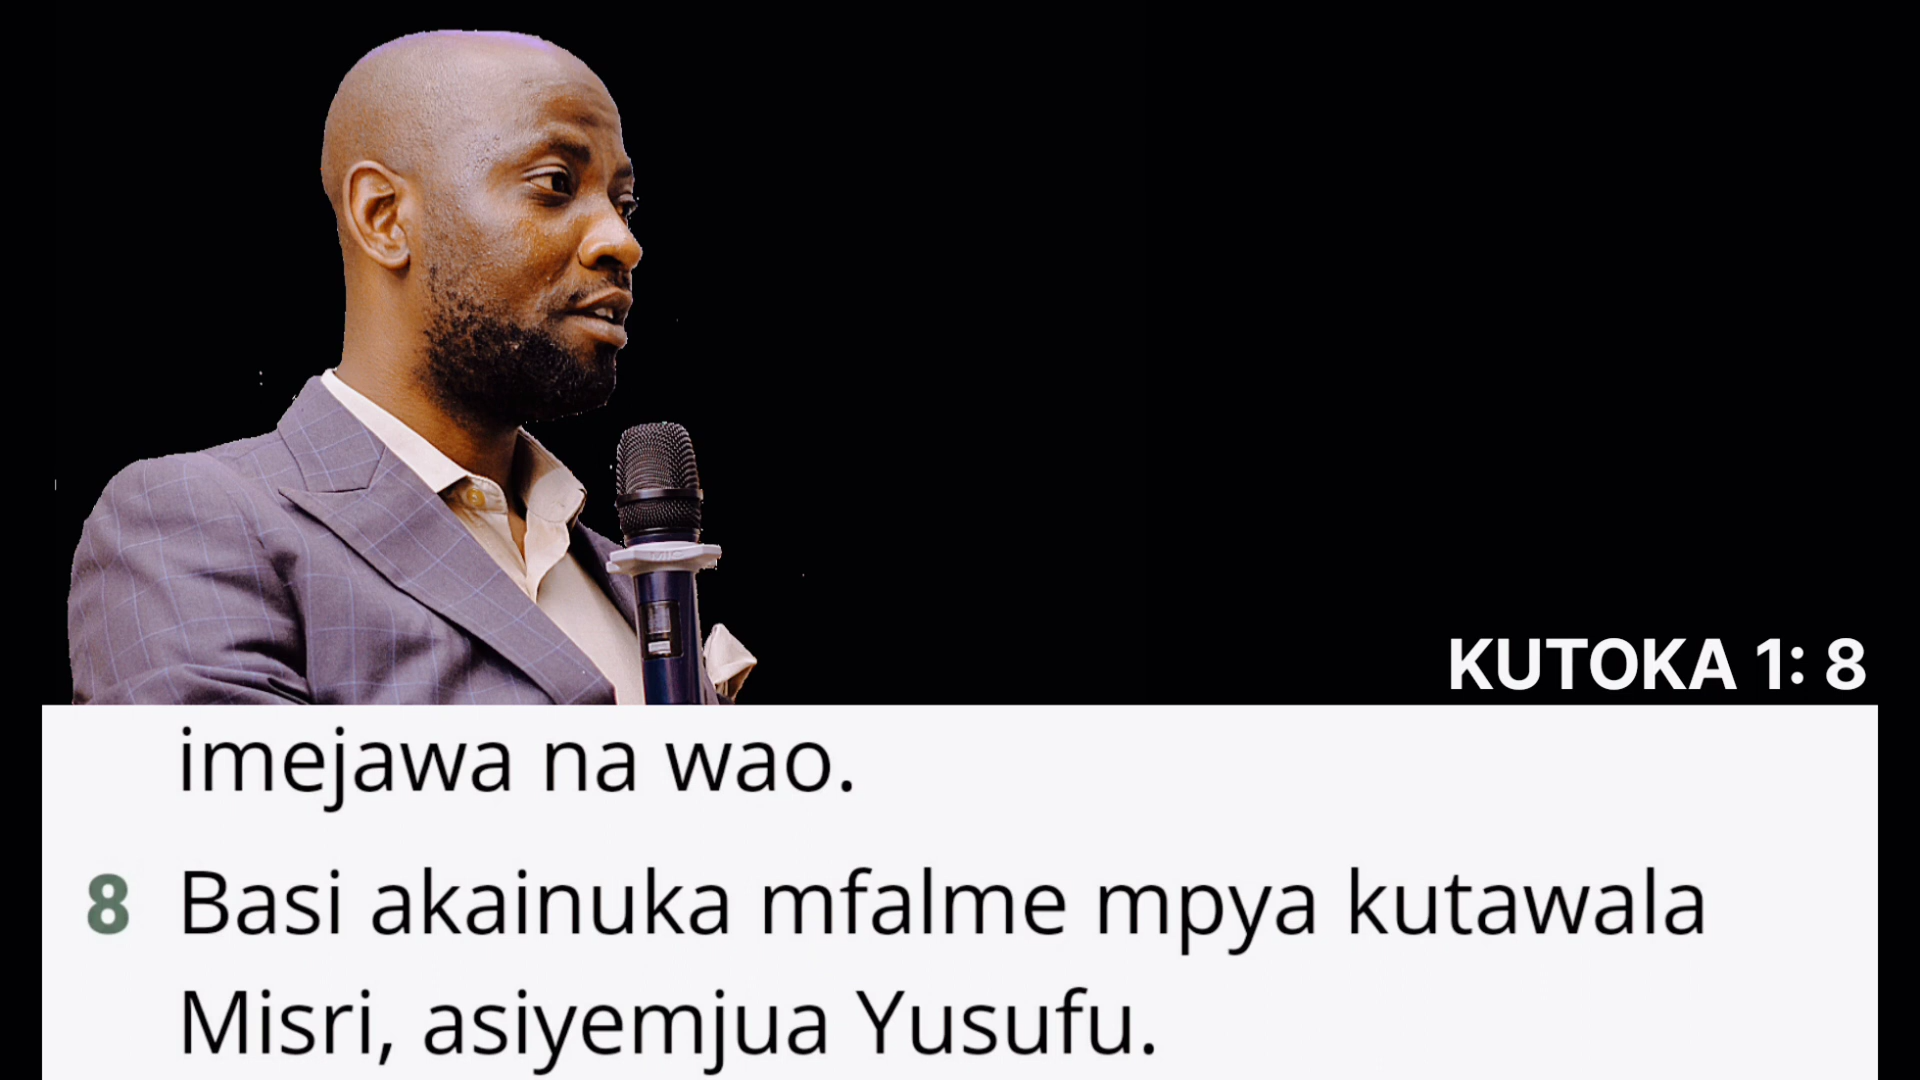 KUTOKA 1: 8
imejawa na wao.
8 Basi akainuka mfalme mpya kutawala
Misri, asiyemjua Yusufu.